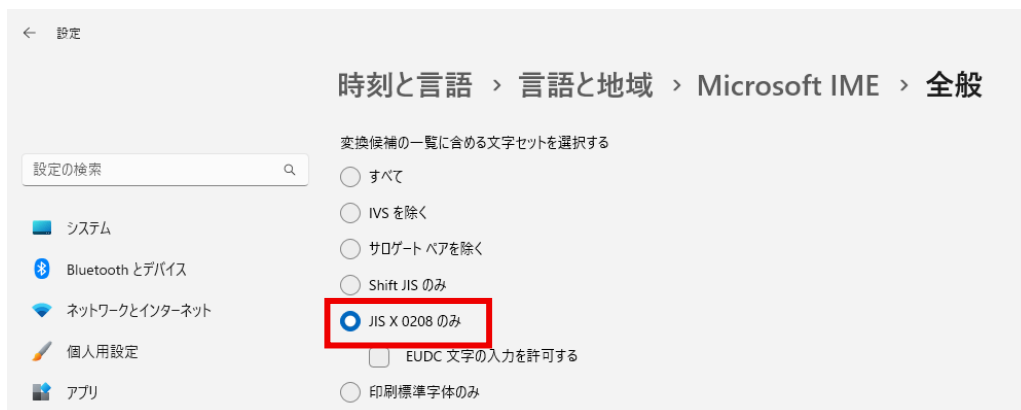 設定
時刻と言語 › 言語と地域 › Microsoft IME › 全般
変換候補の一覧に含める文字セットを選択する
設定の検索
すべて
IVS を除く
サロゲート ペアを除く
Shift JIS のみ
JIS X 0208 のみ
EUDC 文字の入力を許可する
印刷標準字体のみ
システム
Bluetooth とデバイス
ネットワークとインターネット
個人用設定
アプリ